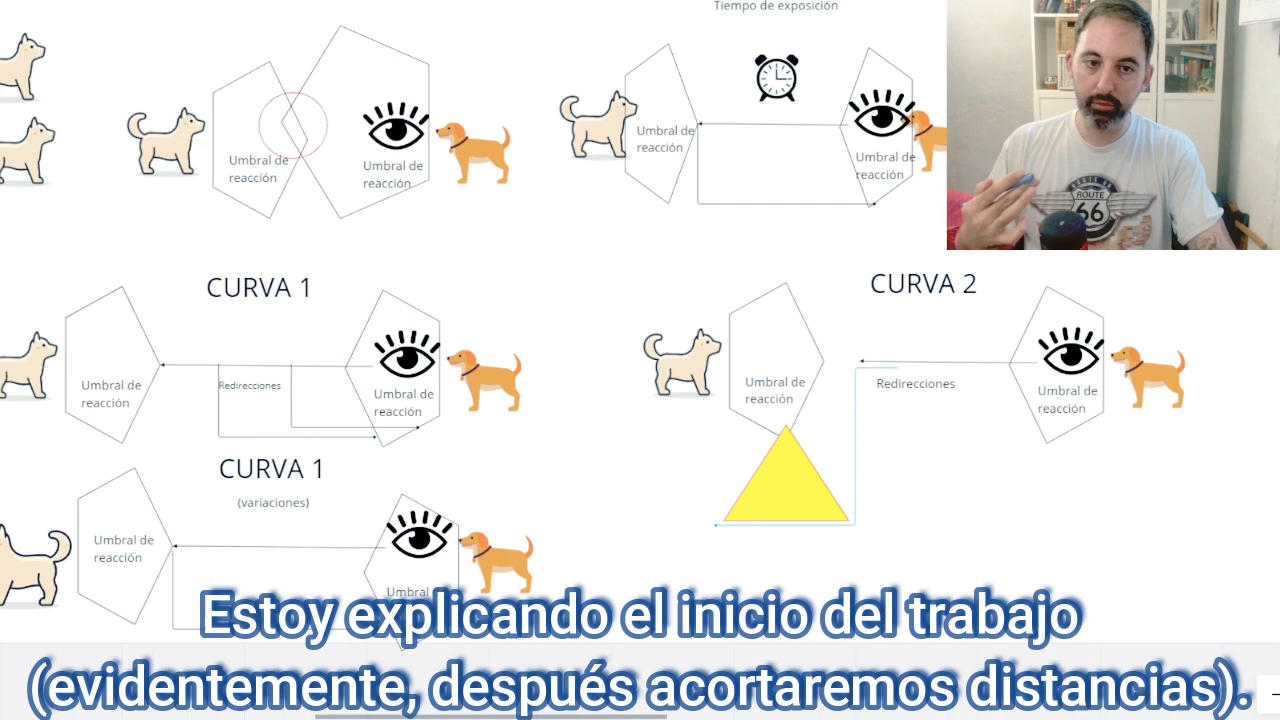 Tiempo de exposición
Umbral de
reacción
Umbral de
reacción
Umbral de
reacción
Umbral de
reacción
ROUTE
66
CURVA 1
Umbral de
reacción
Redirecciones
Umbral de
reacción
CURVA 2
Umbral de
reacción
Redirecciones
Umbral de
reacción
CURVA 1
(variaciones)
Umbral de
reacción
Umbral
Estoy explicando el inicio del trabajo
(evidentemente, después acortaremos distancias).